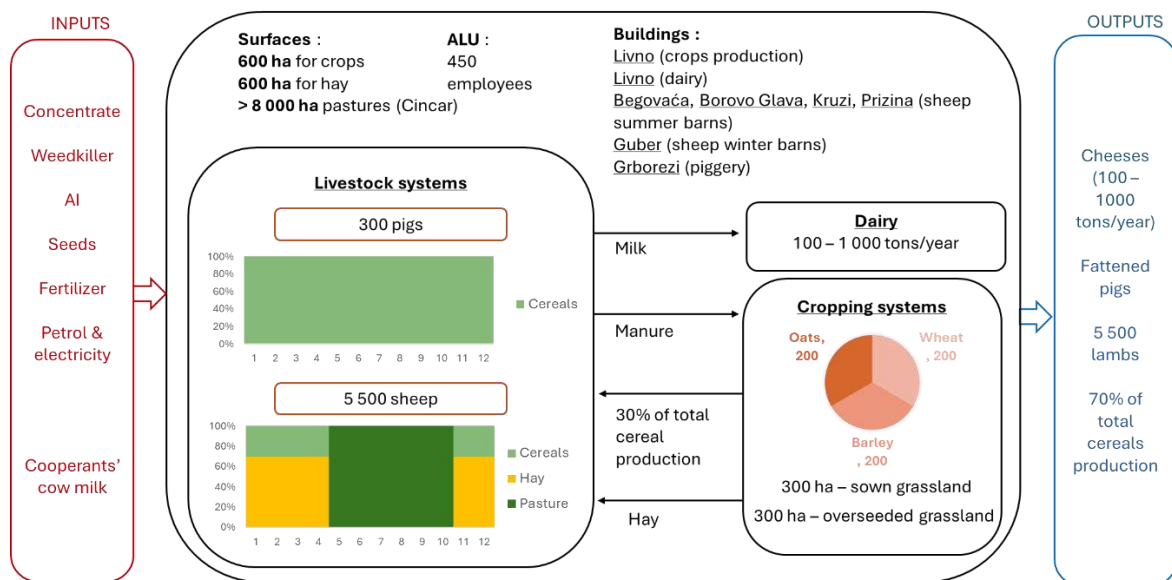 INPUTS
Concentrate
Weedkiller
AI
Seeds
Fertilizer
Petrol &
electricity
Cooperants'
cow milk
Surfaces :
600 ha for crops
600 ha for hay
> 8 000 ha pastures (Cincar)
ALU :
450
employees
Buildings :
Livno (crops production)
Livno (dairy)
Begovaća, Borovo Glava, Kruzi, Prizina (sheep
summer barns)
Guber (sheep winter barns)
Grborezi (piggery)
Livestock systems
300 pigs
100%
80%
60%
40%
20%
0%
1 2 3 4 5 6 7 8 9 10 11 12
Cereals
5 500 sheep
100%
80%
60%
40%
20%
0%
1 2 3 4 5 6 7 8 9 10 11 12
Cereals
Hay
Pasture
Milk
Manure
30% of total
cereal
production
Hay
Dairy
100 – 1 000 tons/year
Cropping systems
Oats,
200
Wheat
, 200
Barley
, 200
300 ha – sown grassland
300 ha – overseeded grassland
OUTPUTS
Cheeses
(100 –
1000
tons/year)
Fattened
pigs
5 500
lambs
70% of
total
cereals
production